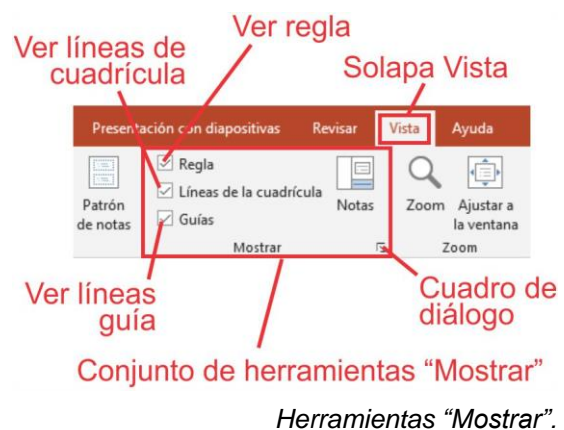 Ver regla
Ver líneas de
cuadrícula
Solapa Vista
Presentación con diapositivas Revisar Vista Ayuda
Regla
Líneas de la cuadrícula
Guías
Patrón
de notas
Notas
Zoom
Ajustar a
la ventana
Mostrar
Zoom
Ver líneas
guía
Cuadro de
diálogo
Conjunto de herramientas “Mostrar”
Herramientas “Mostrar”.